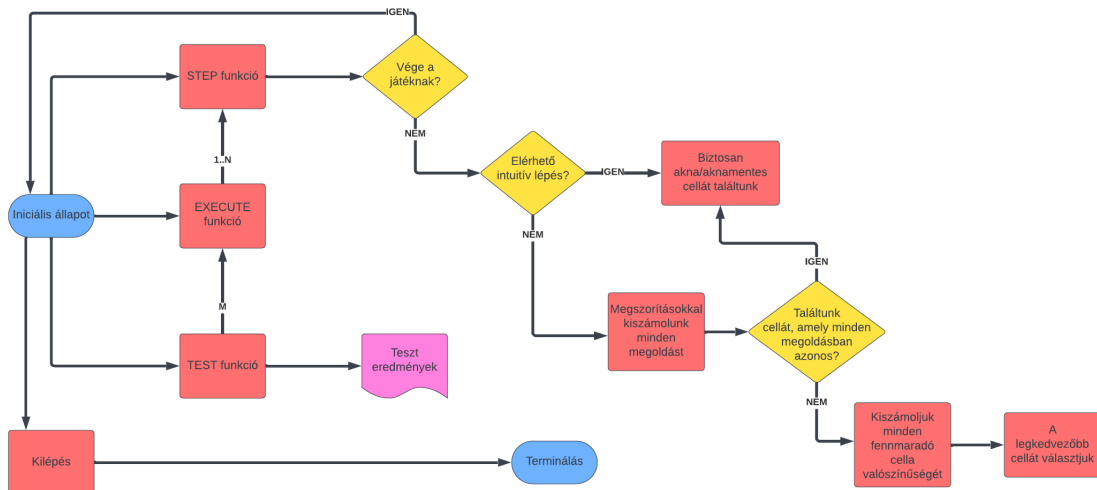 IGEN
STEP funkció
Vége a
játéknak?
NEM
1..N
Elérhető
intuitív lépés?
IGEN
Biztosan
akna/aknamentes
cellát találtunk
Iniciális állapot
EXECUTE
funkció
NEM
IGEN
M
Megszorításokkal
kiszámolunk
minden
megoldást
Találtunk
cellát, amely minden
megoldásban
azonos?
TEST funkció
Teszt
eredmények
NEM
Kiszámoljuk
minden
fennmaradó
cella
valószínűségét
A
legkedvezőbb
cellát választjuk
Kilépés
Terminálás